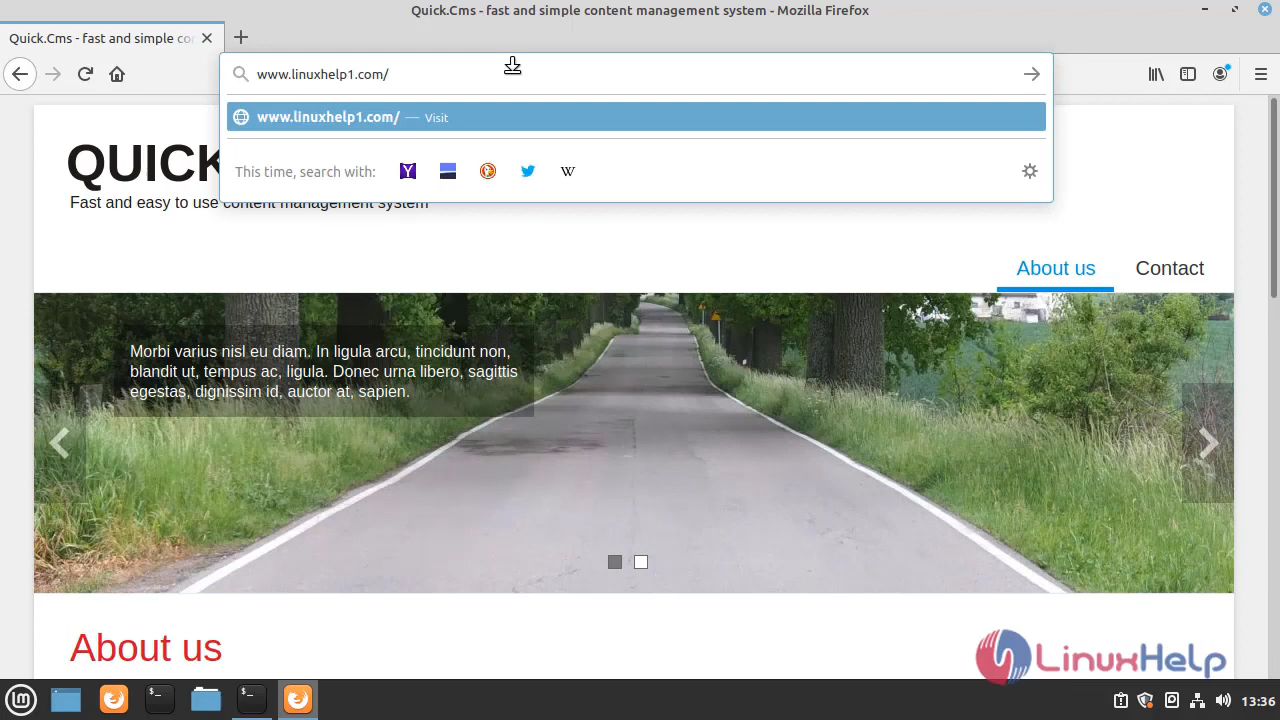 Quick.Cms - fast and simple content management system - Mozilla Firefox
Quick.Cms - fast and simple co
www.linuxhelp1.com/
www.linuxhelp1.com/ — Visit
This time, search with:
QUICK
Fast and easy to use content management system
About us
Contact
Morbi varius nisl eu diam. In ligula arcu, tincidunt non,
blandit ut, tempus ac, ligula. Donec urna libero, sagittis
egestas, dignissim id, auctor at, sapien.
About us
LinuxHelp
13:36